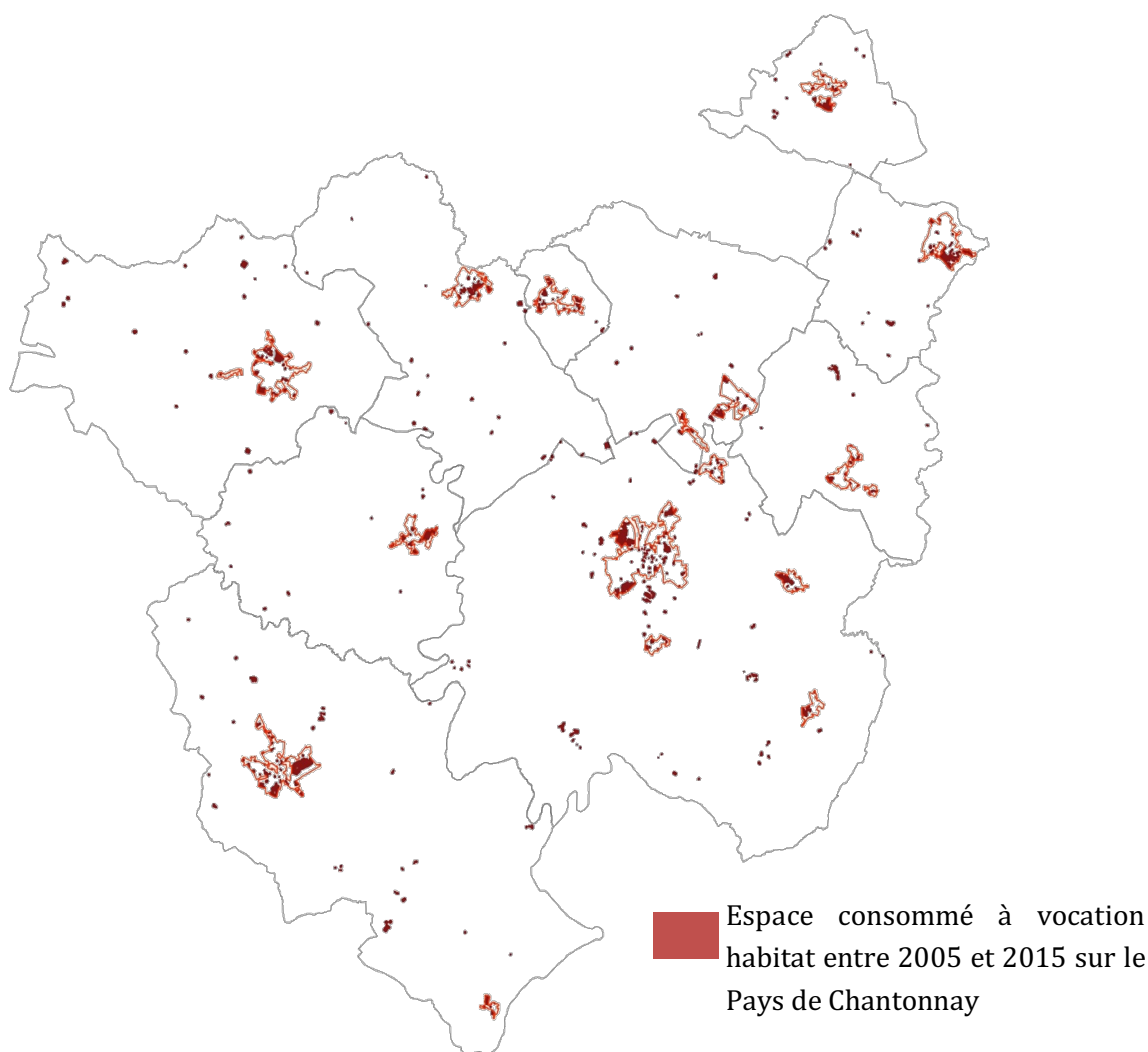 Espace consommé à vocation
habitat entre 2005 et 2015 sur le
Pays de Chantonnay